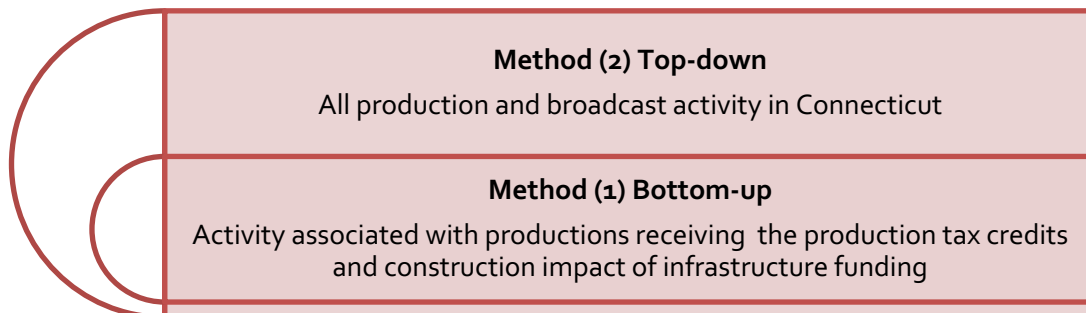 Method (2) Top-down
All production and broadcast activity in Connecticut
Method (1) Bottom-up
Activity associated with productions receiving the production tax credits
and construction impact of infrastructure funding